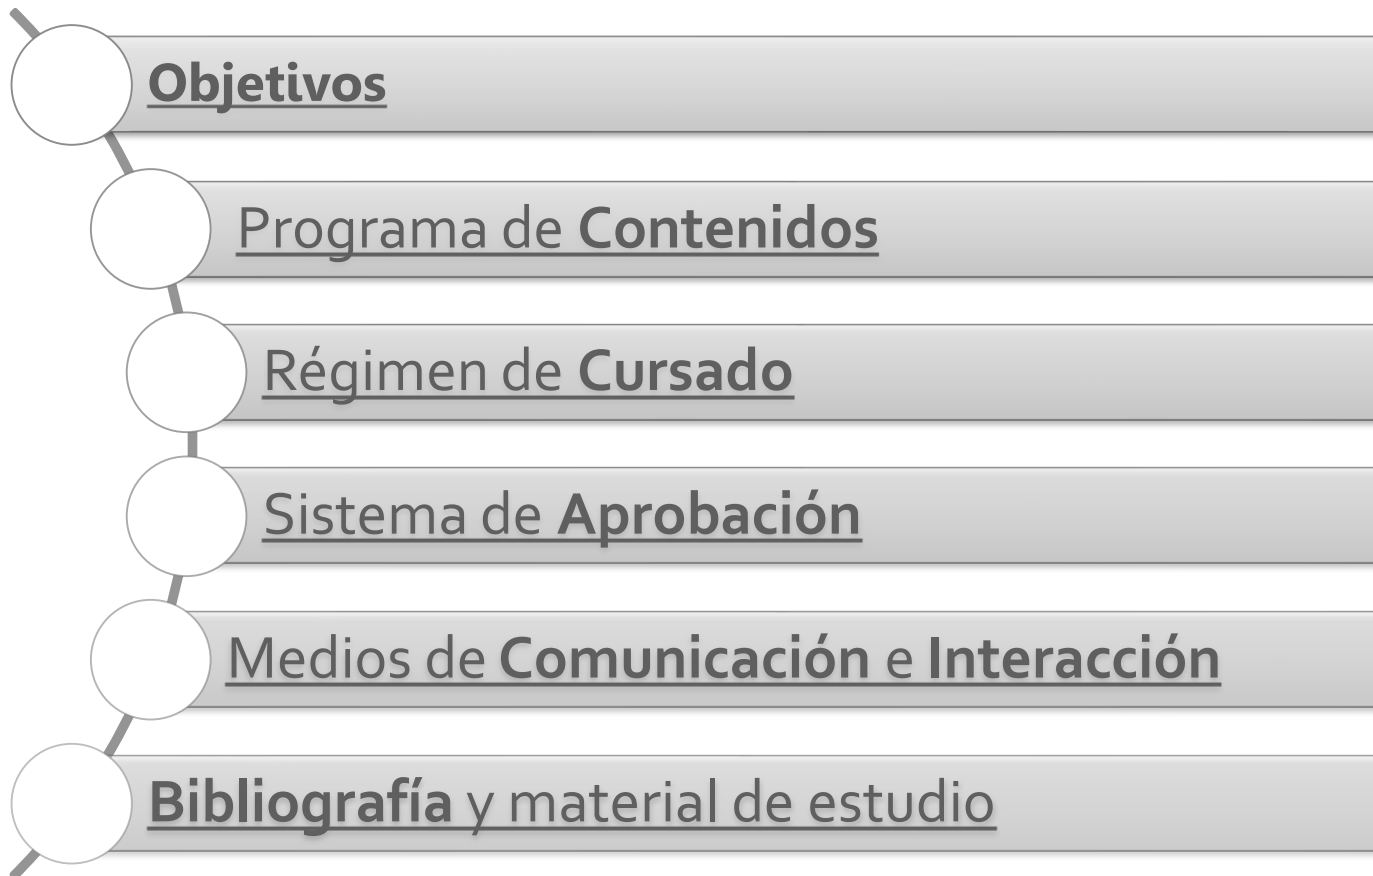 Objetivos
Programa de Contenidos
Régimen de Cursado
Sistema de Aprobación
Medios de Comunicación e Interacción
Bibliografía y material de estudio